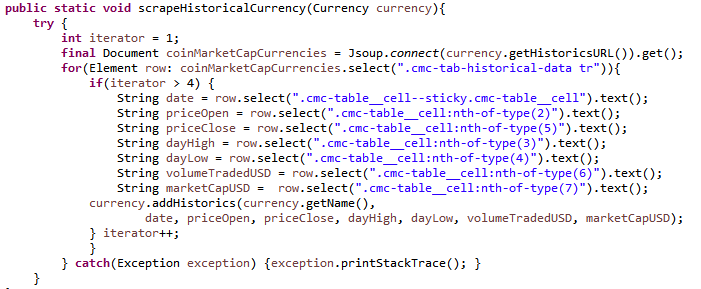 public static void scrapeHistoricalCurrency(Currency currency){
try {
int iterator = 1;
final Document coinMarketCapCurrencies = Jsoup.connect(currency.getHistoricsURL()).get();
for(Element row: coinMarketCapCurrencies.select(".cmc-tab-historical-data tr")){
if(iterator > 4) {
String date = row.select(".cmc-table__cell--sticky.cmc-table__cell").text();
String priceOpen = row.select(".cmc-table__cell:nth-of-type(2)").text();
String priceClose = row.select(".cmc-table__cell:nth-of-type(5)").text();
String dayHigh = row.select(".cmc-table__cell:nth-of-type(3)").text();
String dayLow = row.select(".cmc-table__cell:nth-of-type(4)").text();
String volumeTradedUSD = row.select(".cmc-table__cell:nth-of-type(6)").text();
String marketCapUSD =  row.select(".cmc-table__cell:nth-of-type(7)").text();
currency.addHistorics(currency.getName(),
date, priceOpen, priceClose, dayHigh, dayLow, volumeTradedUSD, marketCapUSD);
} iterator++;
}
} catch(Exception exception) {exception.printStackTrace(); }
}